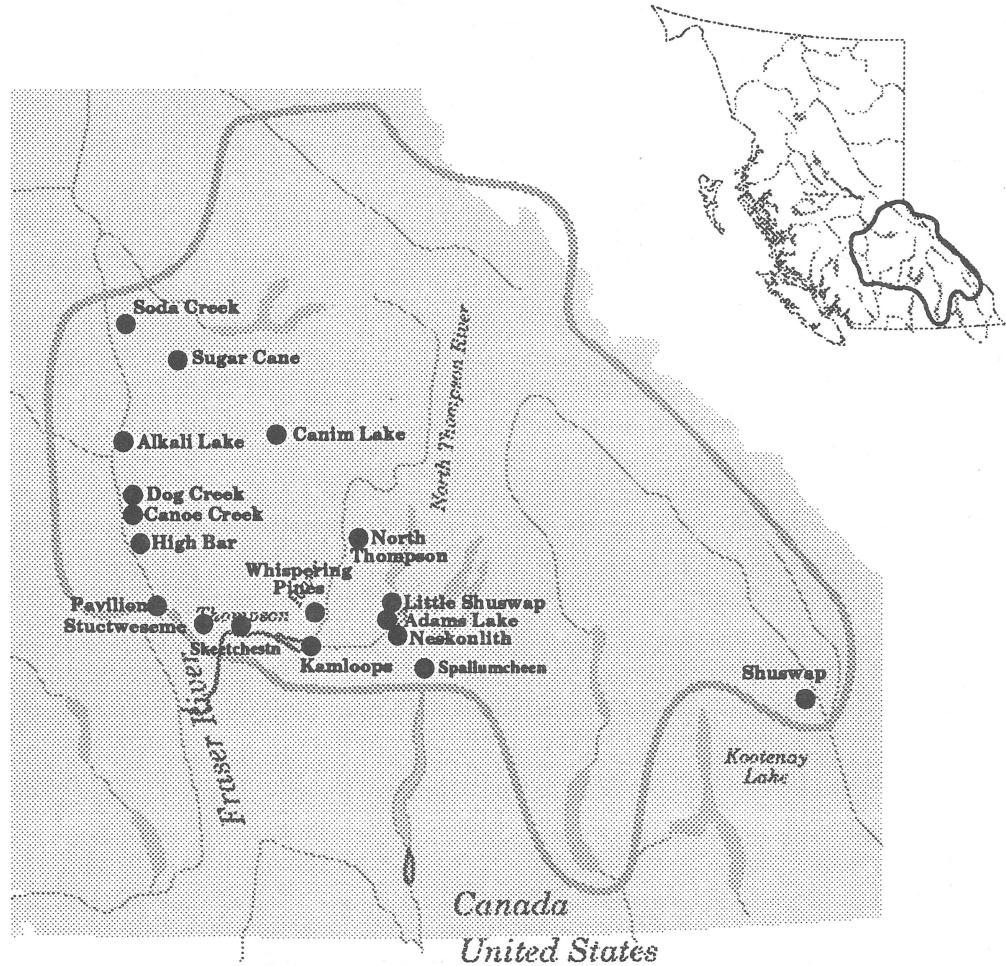 Soda Creek
Sugar Cane
North Thompson River
Alkali Lake
Canim Lake
Dog Creek
Canoe Creek
High Bar
North
Thompson
Whispering
Pines
River
Pavilion
Thompson
Little Shuswap
Stuctweseme
Adams Lake
Skeetchestn
Neskonlith
Kamloops
Spallumcheen
Shuswap
Fraser River
Kootenay
Lake
Canada
United States